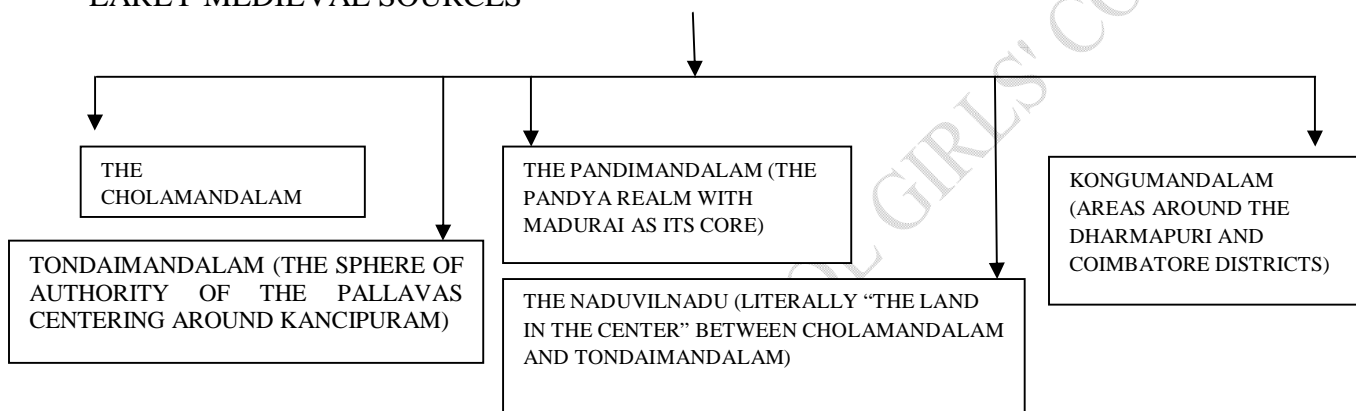 EARLY MEDIEVAL SOURCES
THE
CHOLAMANDALAM
TONDAIMANDALAM (THE SPHERE OF
AUTHORITY OF THE PALLAVAS
CENTERING AROUND KANCIPURAM)
THE PANDIMANDALAM (THE
PANDYA REALM WITH
MADURAI AS ITS CORE)
THE NADUVILNADU (LITERALLY “THE LAND
IN THE CENTER” BETWEEN CHOLAMANDALAM
AND TONDAIMANDALAM)
KONGUMANDALAM
(AREAS AROUND THE
DHARMAPURI AND
COIMBATORE DISTRICTS)
GIRLS'